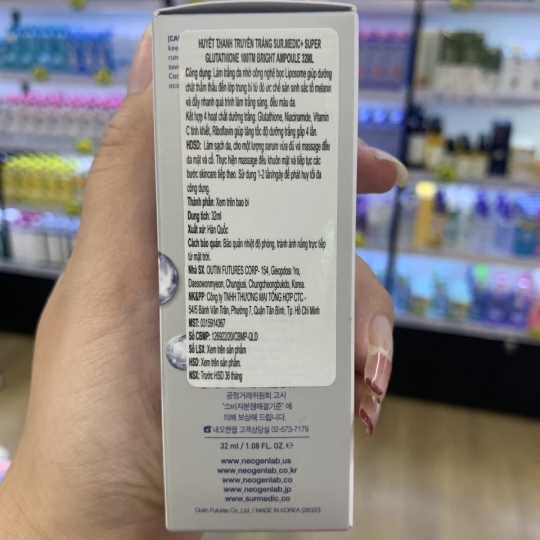 [CA
kee
run
swe
Cer
occ
HUYẾT THANH TRUYỀN TRẮNG SUR.MEDIC+ SUPER
GLUTATHIONE 100TM BRIGHT AMPOULE 32ML
Công dụng: Làm trắng da nhờ công nghệ bọc Liposome giúp dưỡng
chất thẩm thấu đến lớp trung bì từ đó ức chế sản sinh sắc tố melanin
và đẩy nhanh quá trình làm trắng sáng, đều màu da.
Kết hợp 4 hoạt chất dưỡng trắng: Glutathione, Niacinamide, Vitamin
C tinh khiết, Riboflavin giúp tăng tốc độ dưỡng trắng gấp 4 lần.
HDSD: Làm sạch da, cho một lượng serum vừa đủ và massage đều
da mặt và cổ. Thực hiện massage đều khuôn mặt và tiếp tục các
bước skincare tiếp theo. Sử dụng 1-2 lần/ngày để phát huy tối đa
công dụng.
Thành phần: Xem trên bao bì
Dung tích: 32ml
Xuất xứ: Hàn Quốc
Cách bảo quản: Bảo quản nhiệt độ phòng, tránh ánh nắng trực tiếp
từ mặt trời.
Nhà SX: OUTIN FUTURES CORP- 154, Geopdosi 1ro,
Daesowonmyeon, Chungjusi, Chungcheongbukdo, Korea.
NK&PP: Công ty TNHH THƯƠNG MẠI TỔNG HỢP CTC -
54/5 Bành Văn Trân, Phường 7, Quận Tân Bình, Tp. Hồ Chí Minh
MST: 0315914367
Số CBMP: 126922/20/CBMP-QLD
Số LSX: Xem trên sản phẩm
HSD: Xem trên sản phẩm.
NSX: Trước HSD 36 tháng
공정거래위원회 고시
"소비자분쟁해결기준" 에
의해 보상해 드립니다.
☎네오젠랩 고객상담실 02-573-7179
32 ml / 1.08 FL. OZ. ℮
www.neogenlab.us
www.neogenlab.co.kr
www.neogenlab.co
www.neogenlab.jp
www.surmedic.co
Outin Futures Co.,Ltd. / MADE IN KOREA